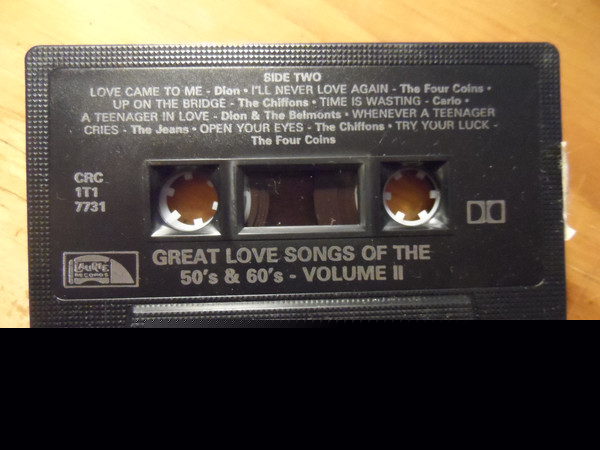 SIDE TWO
LOVE CAME TO ME - Dion • I'LL NEVER LOVE AGAIN - The Four Coins •
UP ON THE BRIDGE - The Chiffons • TIME IS WASTING - Carlo •
A TEENAGER IN LOVE - Dion & The Belmonts • WHENEVER A TEENAGER
CRIES - The Jeans • OPEN YOUR EYES - The Chiffons • TRY YOUR LUCK -
The Four Coins
CRC
1T1
7731
LAURIE
RECORDS
GREAT LOVE SONGS OF THE
50's & 60's - VOLUME II